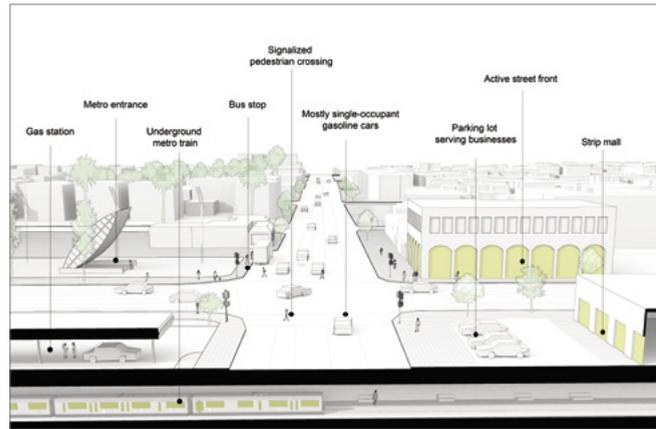 Signalized
pedestrian crossing
Active street front
Metro entrance
Bus stop
Mostly single-occupant
gasoline cars
Gas station
Underground
metro train
Parking lot
serving businesses
Strip mall